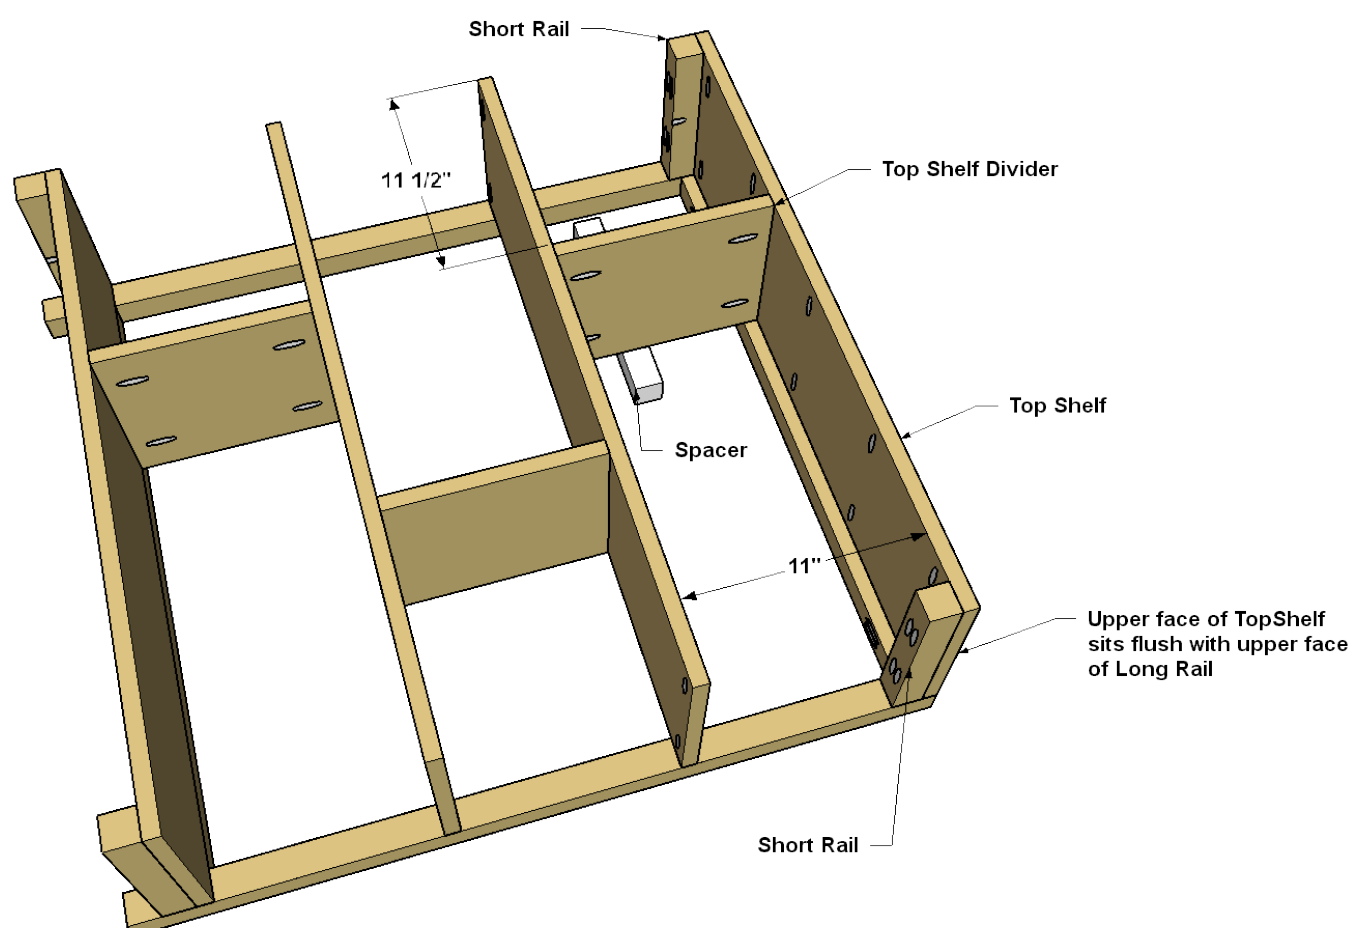 Short Rail
11 1/2"
Top Shelf Divider
Top Shelf
Spacer
11"
Upper face of TopShelf
sits flush with upper face
of Long Rail
Short Rail